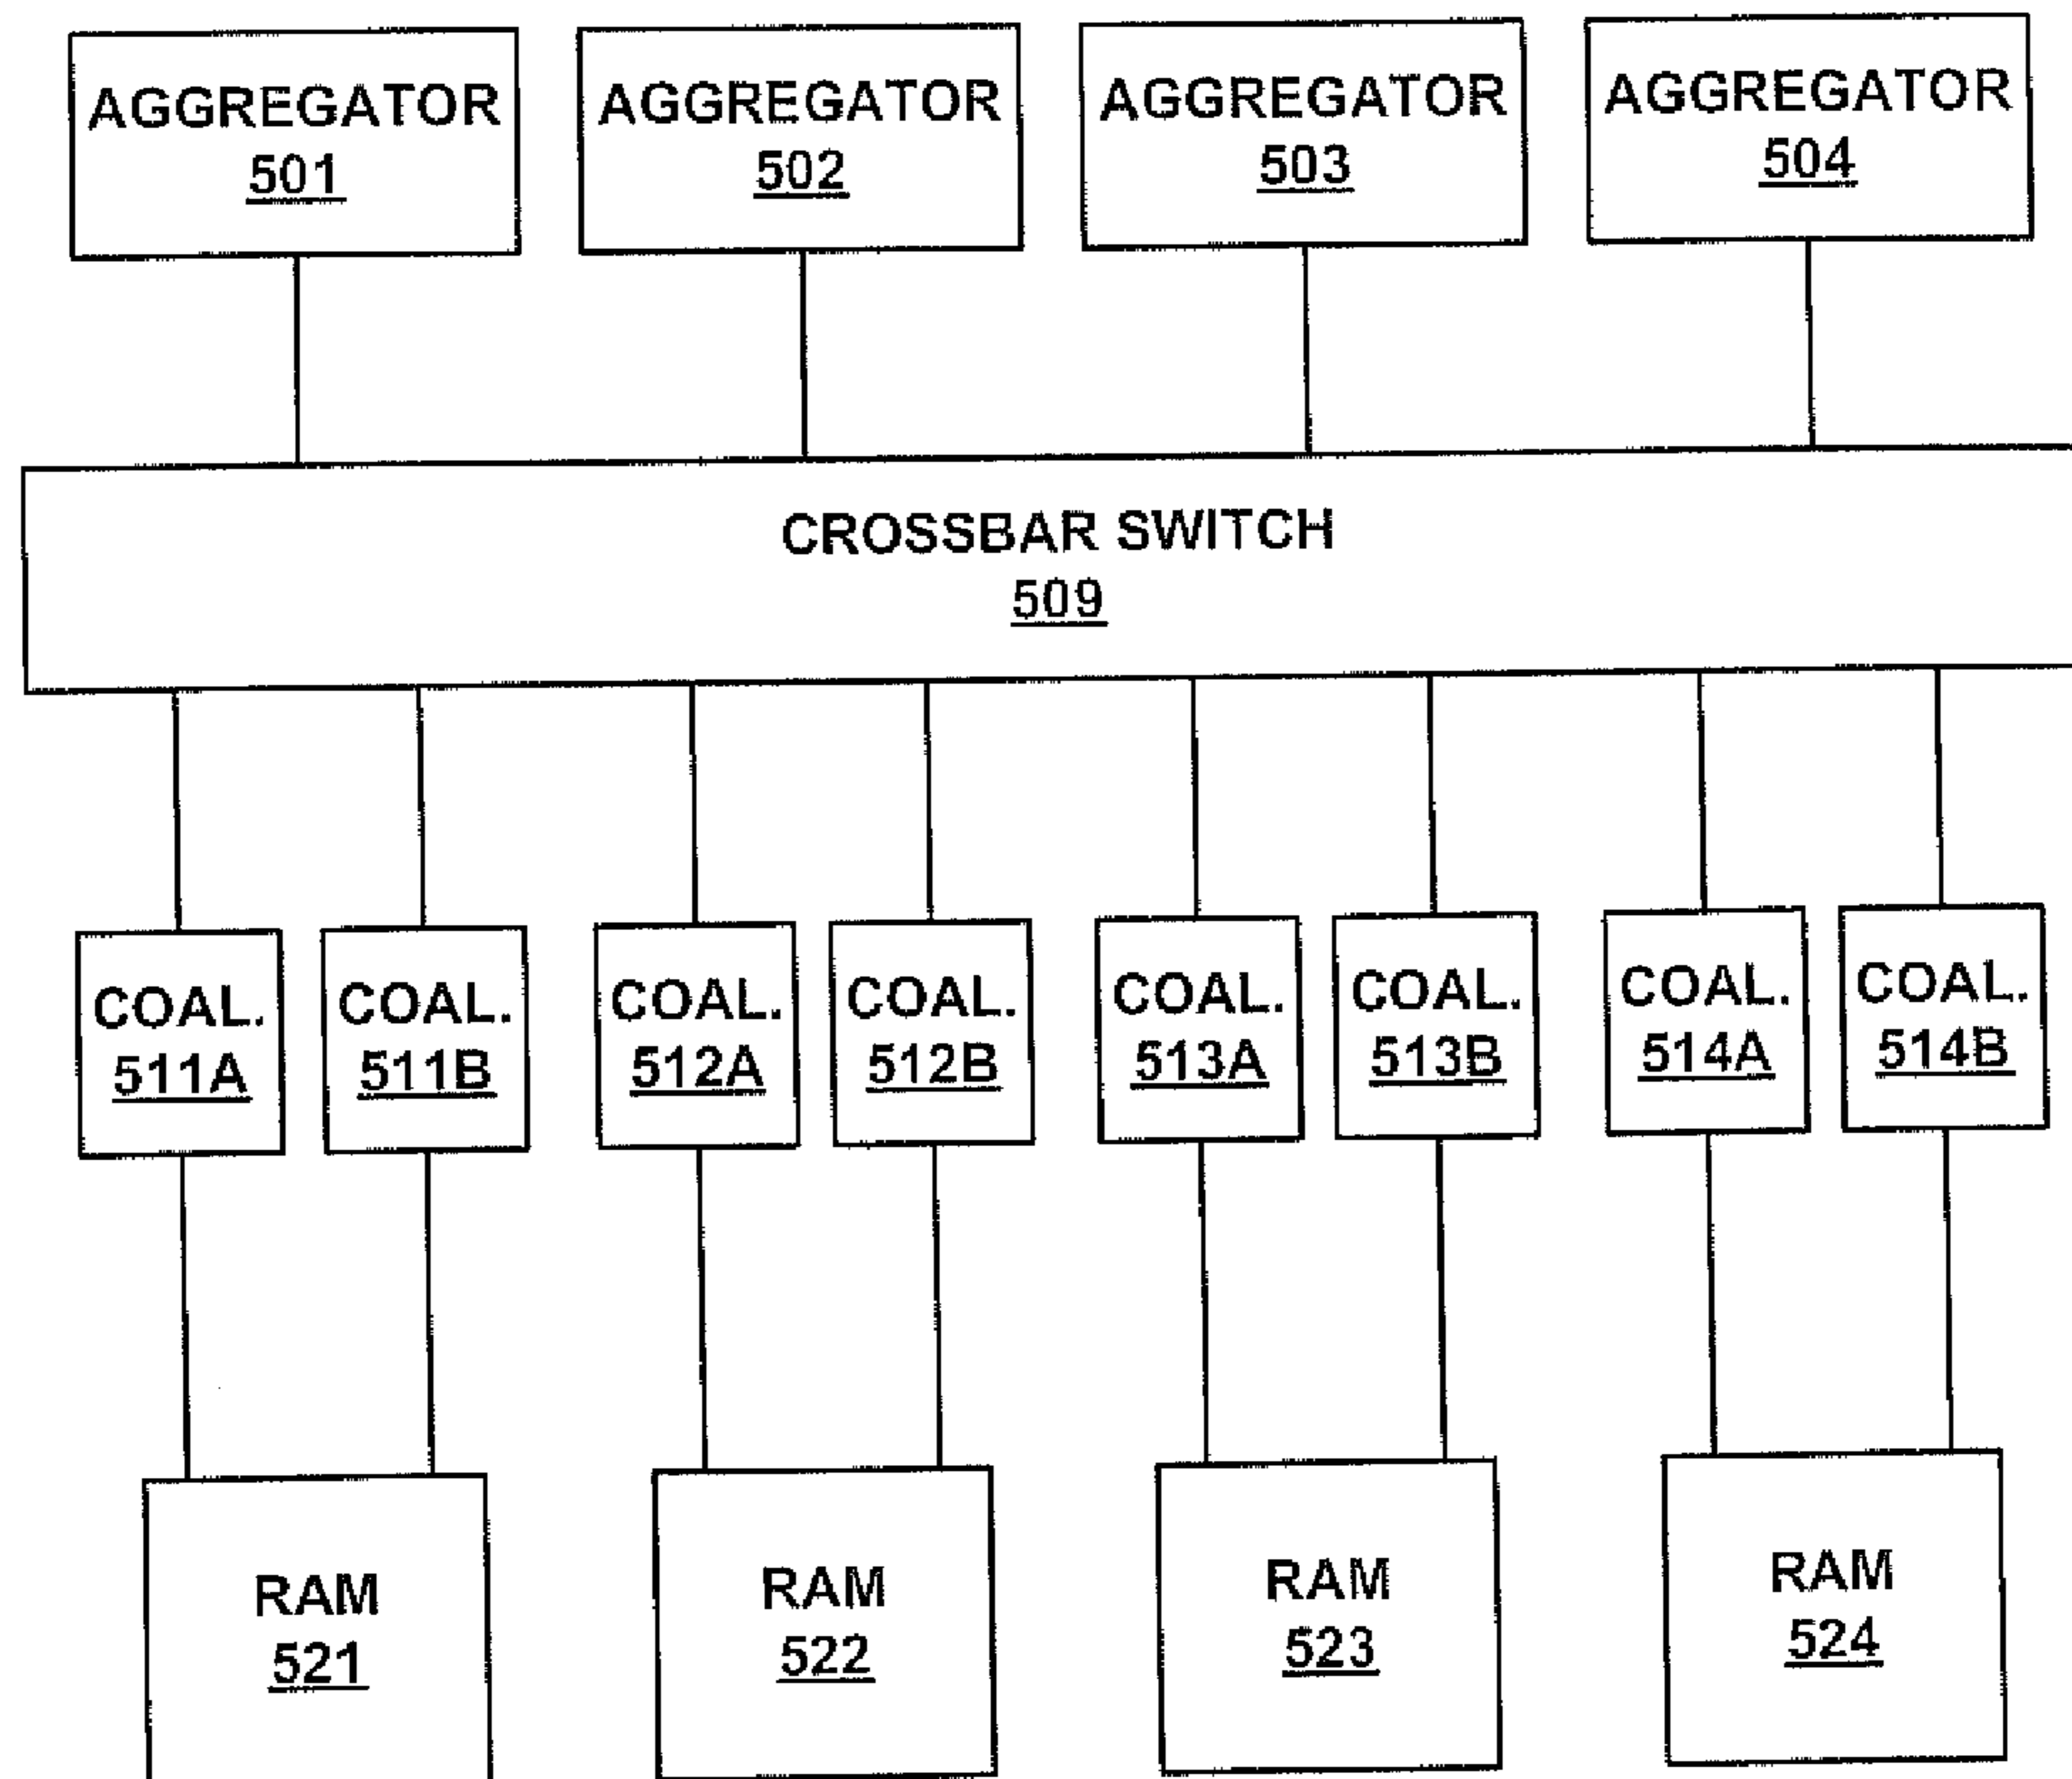 AGGREGATOR
501
AGGREGATOR
502
AGGREGATOR
503
AGGREGATOR
504
CROSSBAR SWITCH
509
COAL.
511A
COAL.
511B
COAL.
512A
COAL.
512B
COAL.
513A
COAL.
513B
COAL.
514A
COAL.
514B
RAM
521
RAM
522
RAM
523
RAM
524